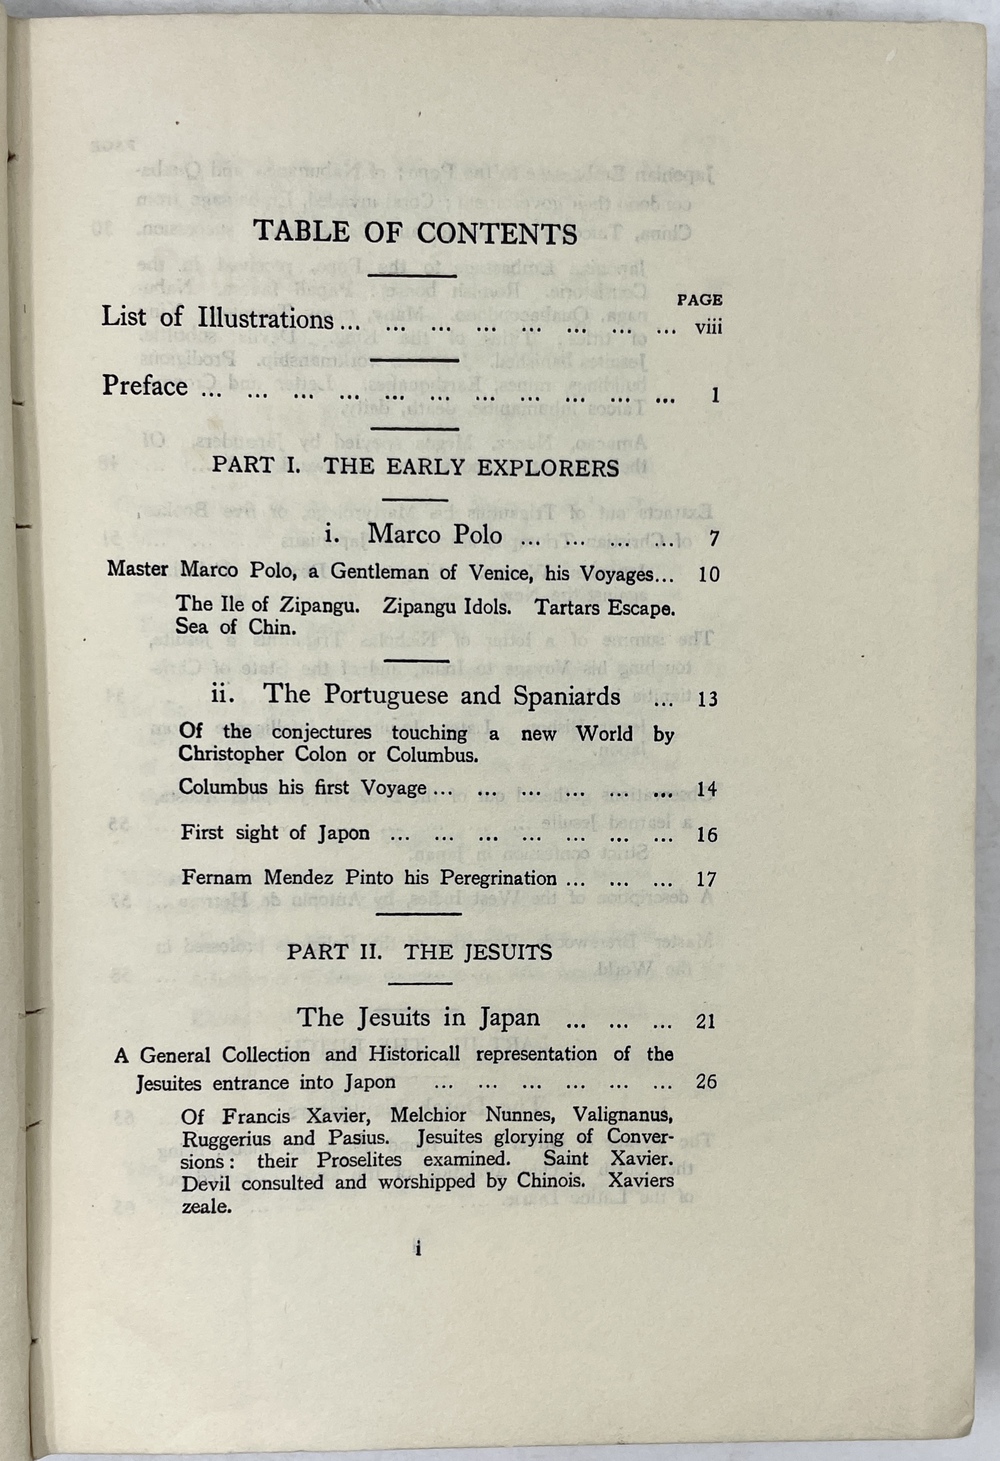 TABLE OF CONTENTS
PAGE
List of Illustrations... ... ... ... ... ... ... ... viii
Preface ... ... ... ... ... ... ... ... ... ... ... 1
PART I. THE EARLY EXPLORERS
i. Marco Polo ... ... ... ... 7
Master Marco Polo, a Gentleman of Venice, his Voyages... 10
The Ile of Zipangu. Zipangu Idols. Tartars Escape.
Sea of Chin.
ii. The Portuguese and Spaniards ... 13
Of the conjectures touching a new World by
Christopher Colon or Columbus.
Columbus his first Voyage ... ... ... ... ... ... 14
First sight of Japon ... ... ... ... ... ... ... 16
Fernam Mendez Pinto his Peregrination ... ... ... 17
PART II. THE JESUITS
The Jesuits in Japan ... ... ... 21
A General Collection and Historicall representation of the
Jesuites entrance into Japon ... ... ... ... ... ... 26
Of Francis Xavier, Melchior Nunnes, Valignanus,
Ruggerius and Pasius. Jesuites glorying of Conver-
sions: their Proselites examined. Saint Xavier.
Devil consulted and worshipped by Chinois. Xaviers
zeale.
i